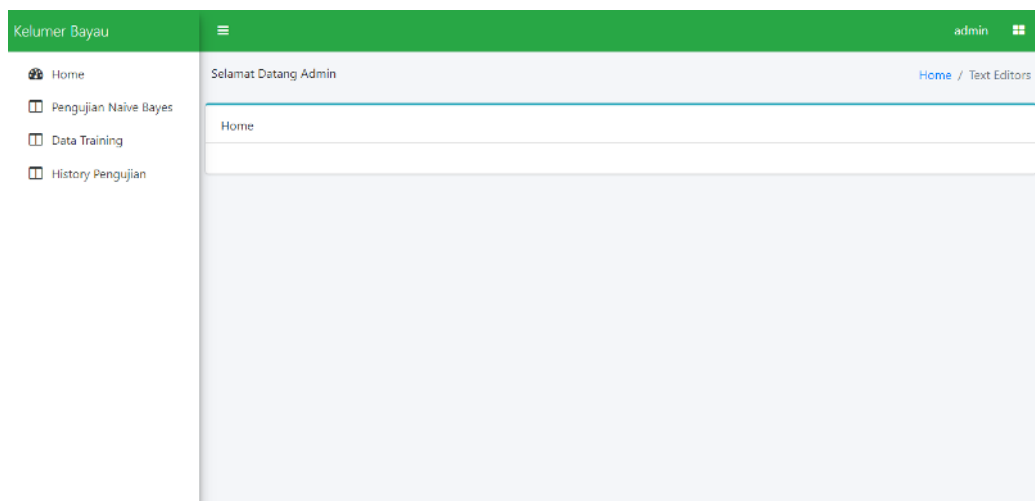 Kelumer Bayau
admin
Home
Pengujian Naive Bayes
Data Training
History Pengujian
Selamat Datang Admin
Home / Text Editors
Home